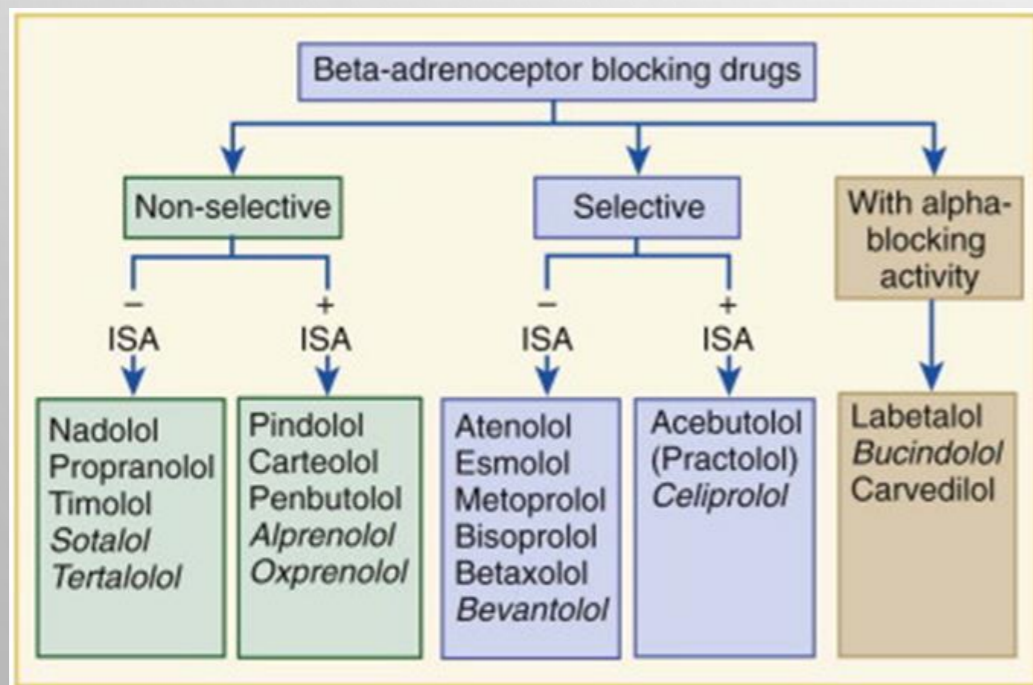 Beta-adrenoceptor blocking drugs
Non-selective
Selective
With alpha-
blocking
activity
–
ISA
+
ISA
–
ISA
+
ISA
Nadolol
Propranolol
Timolol
Sotalol
Tertalolol
Pindolol
Carteolol
Penbutolol
Alprenolol
Oxprenolol
Atenolol
Esmolol
Metoprolol
Bisoprolol
Betaxolol
Bevantolol
Acebutolol
(Practolol)
Celiprolol
Labetalol
Bucindolol
Carvedilol